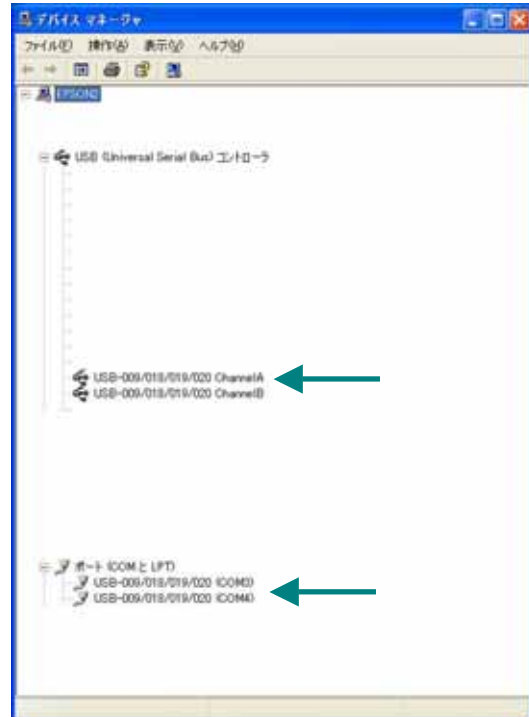 デバイス マネージャ
ファイル(F) 操作(A) 表示(V) ヘルプ(H)
EPSON2
USB (Universal Serial Bus) コントローラ
USB-009/018/019/020 ChannelA
USB-009/018/019/020 ChannelB
ポート (COM と LPT)
USB-009/018/019/020 (COM3)
USB-009/018/019/020 (COM4)